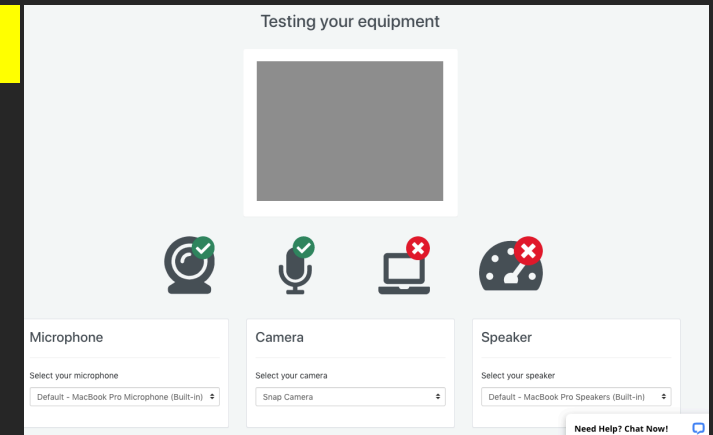 Testing your equipment
Microphone
Camera
Speaker
Select your microphone
Select your camera
Select your speaker
Default - MacBook Pro Microphone (Built-in)
Snap Camera
Default - MacBook Pro Speakers (Built-in)
Need Help? Chat Now!